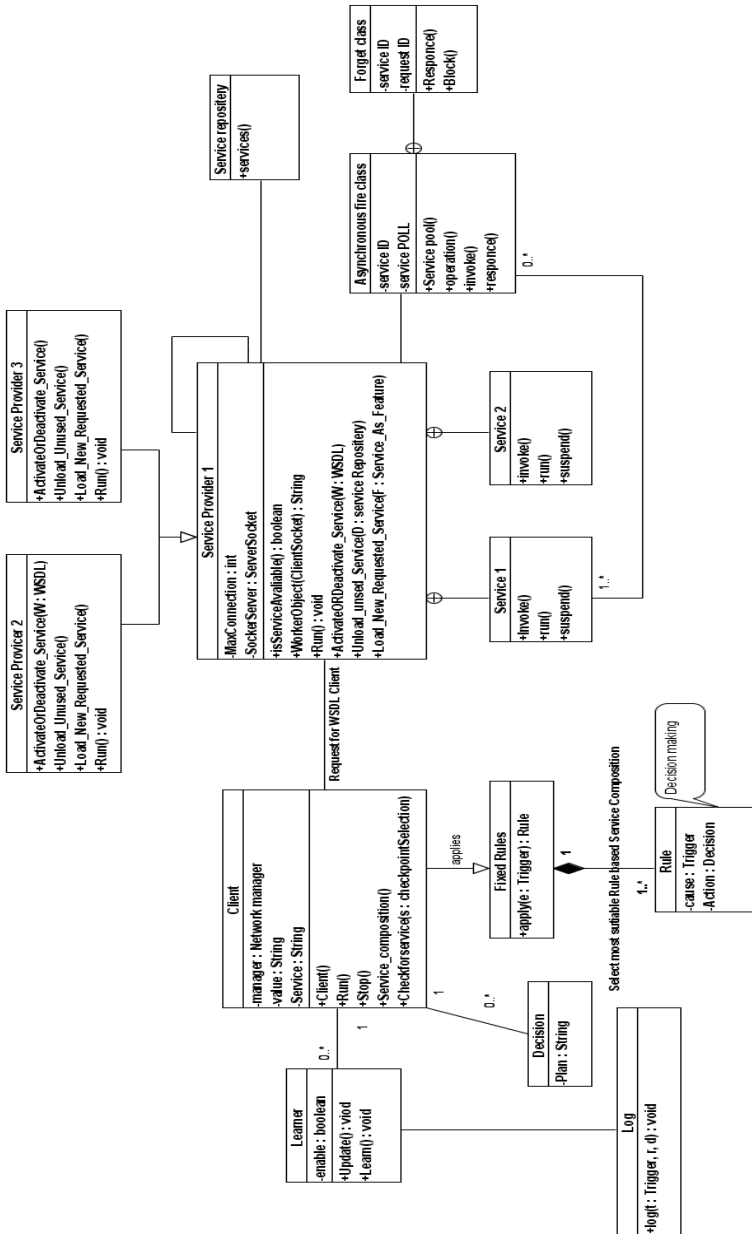 Service Provicer 2
+ActivateOrDeactivate_Service(W : WSDL)
+Unload_Unused_Service()
+Load_New_Requested_Service()
+Run() : void
Service Provider 3
+ActivateOrDeactivate_Service()
+Unload_Unused_Service()
+Load_New_Requested_Service()
+Run() : void
Service repositery
+services()
Client
-manager : Network manager
-value : String
-Service : String
+Client()
+Run()
+Stop()
+Service_composition()
+Checkforservice(s : checkpointSelection)
Request for WSDL Client
Service Provider 1
-MaxConnection : int
-SockerServer : ServerSocket
+isServiceAvaliable() : boolean
+WorkerObject(ClientSocket) : String
+Run() : void
+ActivateORDeactivate_Service(W : WSDL)
+Unload_unsed_Service(D : service Repositery)
+Load_New_Requested_Service(F : Service_As_Feature)
Asynchronous fire class
-service ID
-service POLL
+Service pool()
+operation()
+invoke()
+responce()
Forget class
-service ID
-request ID
+Responce()
+Block()
Learner
-enable : boolean
+Update() : viod
+Learn() : void
0..*
1
1
0..*
applies
Decision
-Plan : String
Fixed Rules
+apply(e : Trigger) : Rule
1
Select most sutiable Rule based Service Composition
1..*
Service 1
+Invoke()
+run()
+suspend()
1..*
Service 2
+invoke()
+run()
+suspend()
0..*
Log
+log(t : Trigger, r, d) : void
Rule
-cause : Trigger
-Action : Decision
Decision making